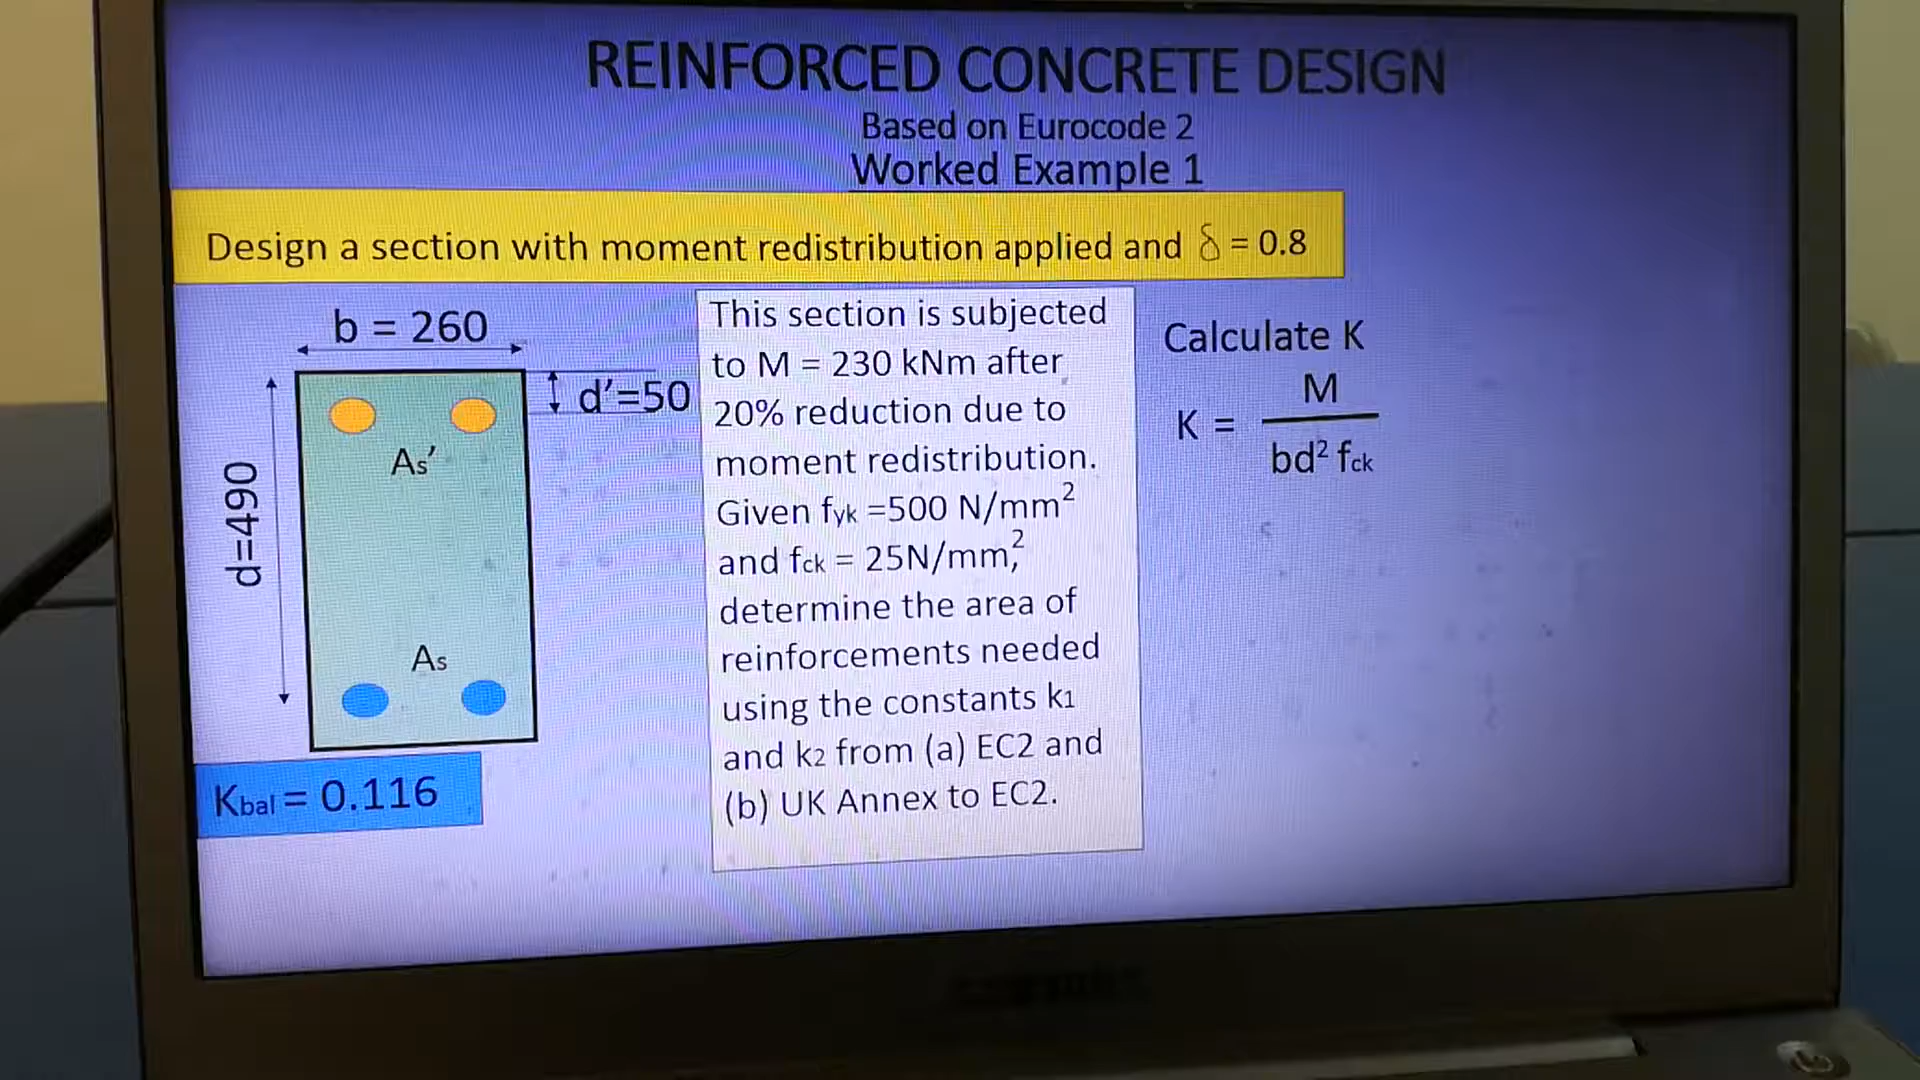 REINFORCED CONCRETE DESIGN
Based on Eurocode 2
Worked Example 1
Design a section with moment redistribution applied and δ = 0.8
b = 260
d'=50
d=490
As'
As
Kbal = 0.116
This section is subjected
to M = 230 kNm after
20% reduction due to
moment redistribution.
Given fyk =500 N/mm²
and fck = 25N/mm,²
determine the area of
reinforcements needed
using the constants k1
and k2 from (a) EC2 and
(b) UK Annex to EC2.
Calculate K
K = M
bd² fck